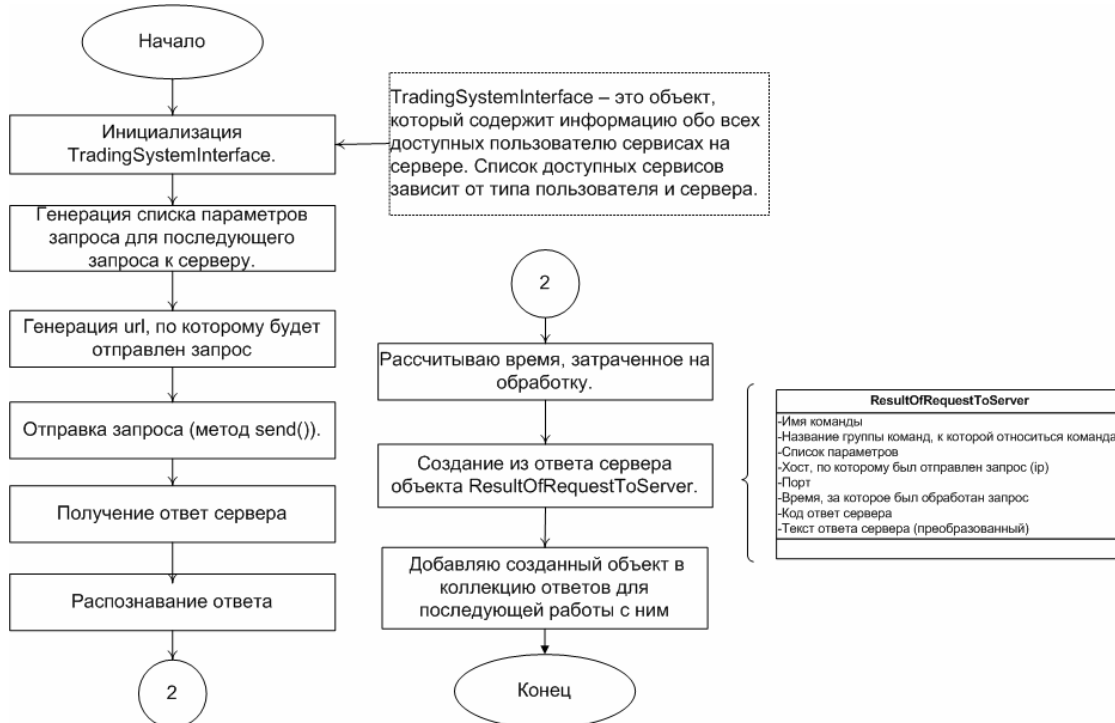 Начало
Инициализация
TradingSystemInterface.
TradingSystemInterface – это объект,
который содержит информацию обо всех
доступных пользователю сервисах на
сервере. Список доступных сервисов
зависит от типа пользователя и сервера.
Генерация списка параметров
запроса для последующего
запроса к серверу.
Генерация url, по которому будет
отправлен запрос
Отправка запроса (метод send()).
Получение ответ сервера
Распознавание ответа
2
2
Рассчитываю время, затраченное на
обработку.
Создание из ответа сервера
объекта ResultOfRequestToServer.
Добавляю созданный объект в
коллекцию ответов для
последующей работы с ним
Конец
ResultOfRequestToServer
-Имя команды
-Название группы команд, к которой относиться команда
-Список параметров
-Хост, по которому был отправлен запрос (ip)
-Порт
-Время, за которое был обработан запрос
-Код ответ сервера
-Текст ответа сервера (преобразованный)